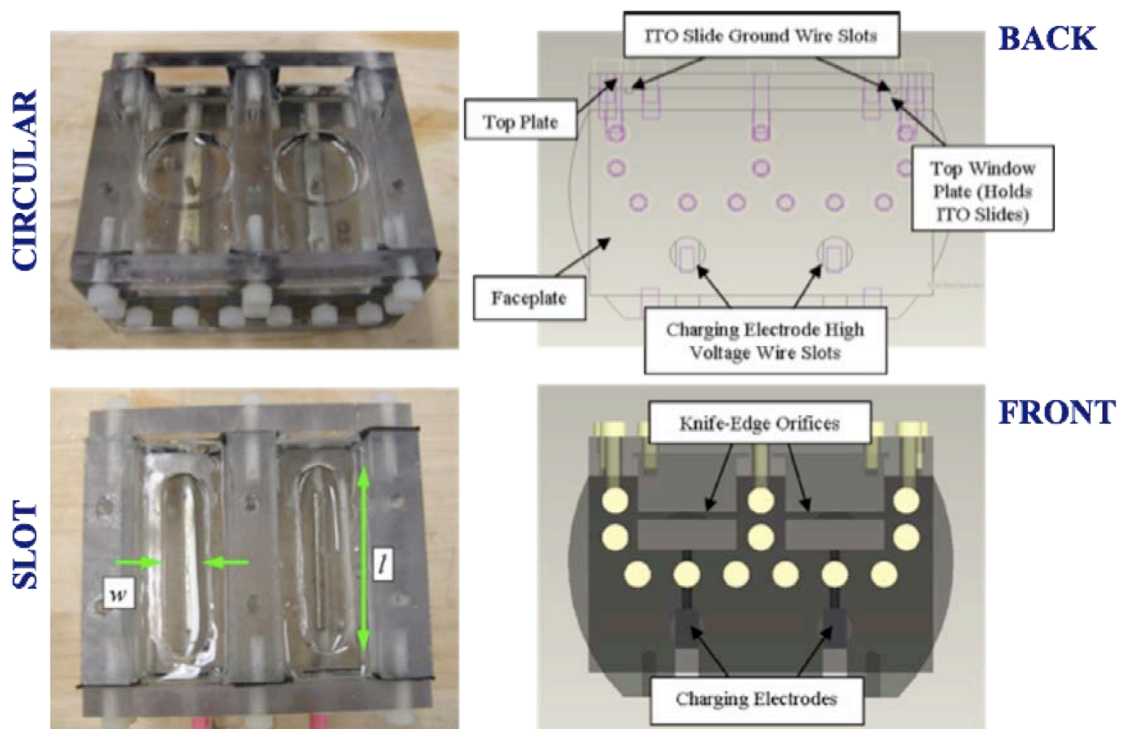 CIRCULAR
ITO Slide Ground Wire Slots
BACK
Top Plate
Top Window
Plate (Holds
ITO Slides)
Faceplate
Charging Electrode High
Voltage Wire Slots
SLOT
w
l
FRONT
Knife-Edge Orifices
Charging Electrodes